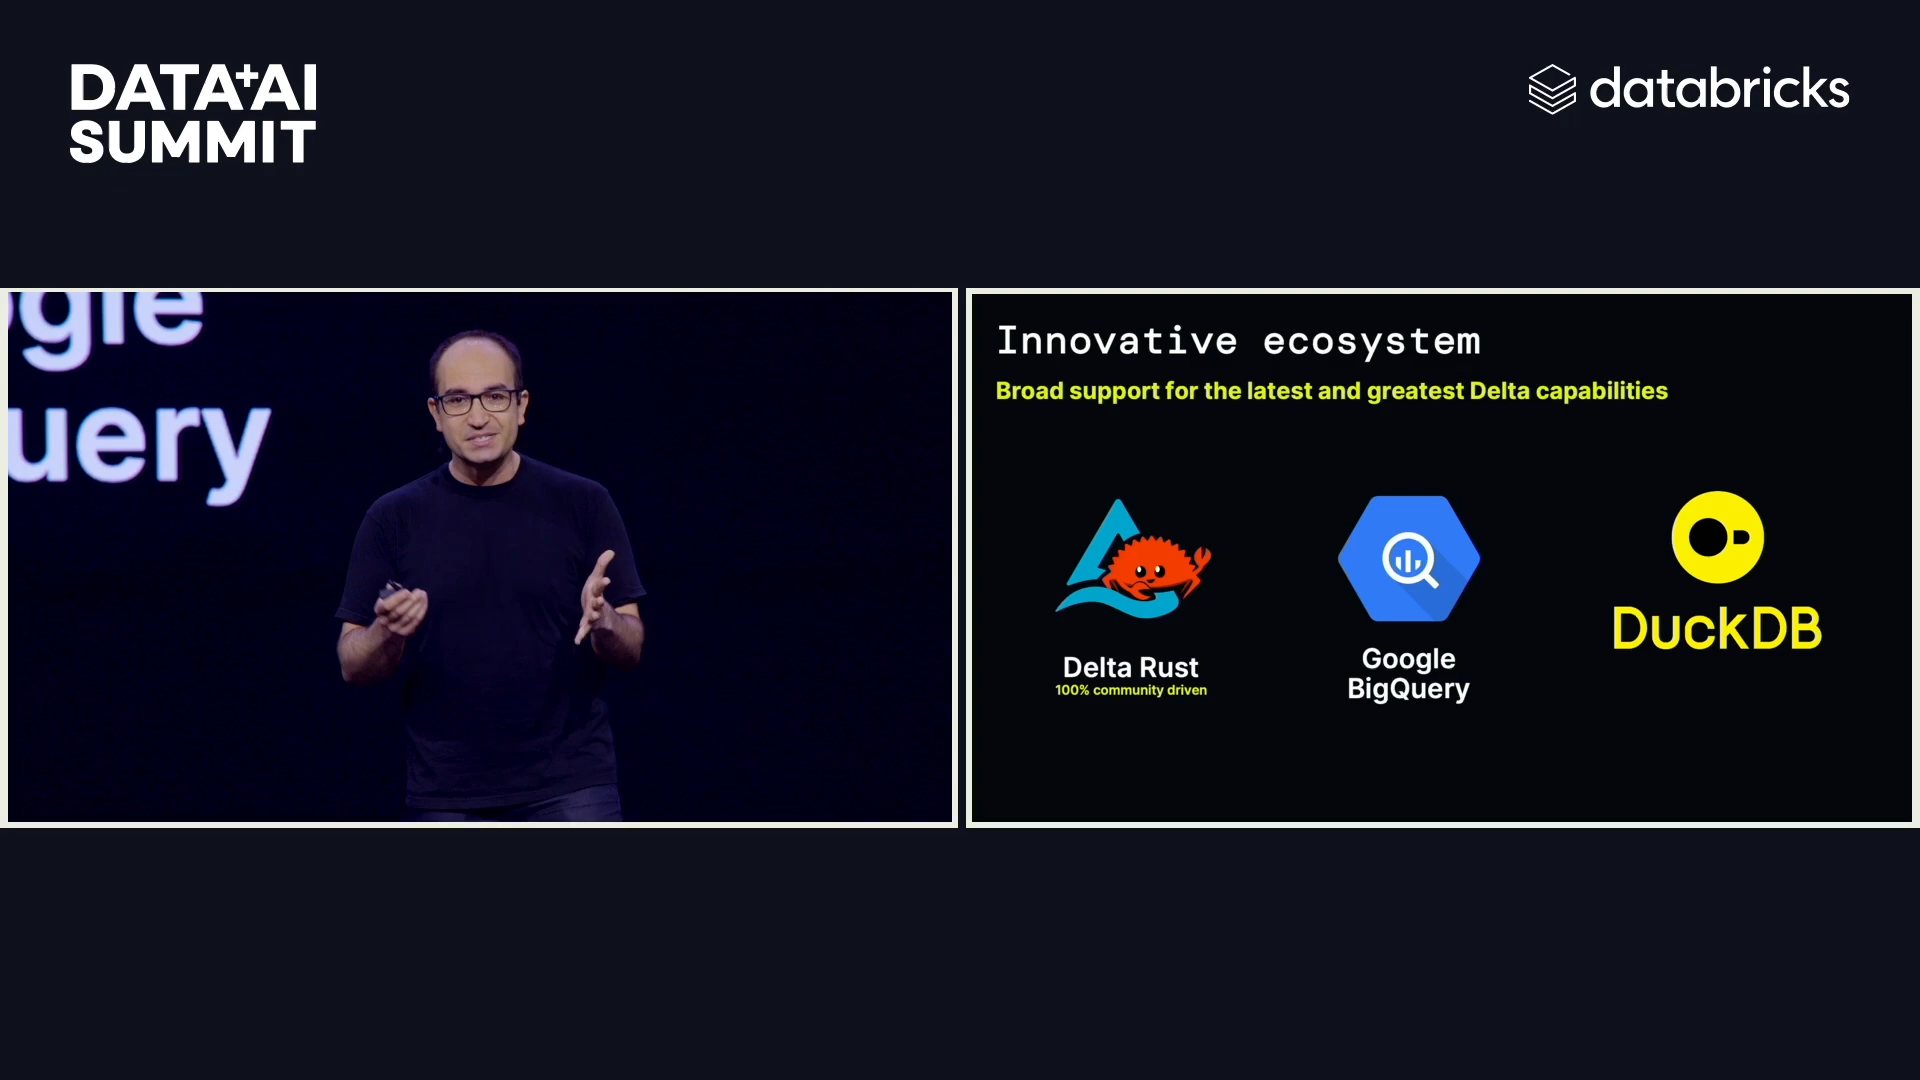 DATA+AI
SUMMIT
databricks
gle
uery
Innovative ecosystem
Broad support for the latest and greatest Delta capabilities
Delta Rust
100% community driven
Google
BigQuery
DuckDB